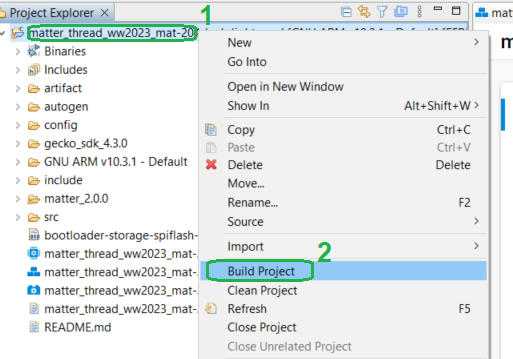 Project Explorer
1
matter_thread_ww2023_mat-20
Binaries
Includes
artifact
autogen
config
gecko_sdk_4.3.0
GNU ARM v10.3.1 - Default
include
matter_2.0.0
src
bootloader-storage-spiflash-
matter_thread_ww2023_mat-
matter_thread_ww2023_mat-
matter_thread_ww2023_mat-
matter_thread_ww2023_mat-
README.md
New
Go Into
Open in New Window
Show In Alt+Shift+W
Copy Ctrl+C
Paste Ctrl+V
Delete Delete
Move...
Rename... F2
Source
Import
2
Build Project
Clean Project
Refresh F5
Close Project
Close Unrelated Project
mat
m